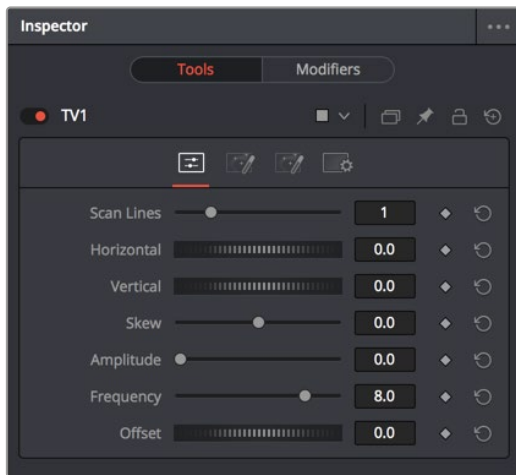 Inspector
Tools Modifiers
TV1
Scan Lines 1
Horizontal 0.0
Vertical 0.0
Skew 0.0
Amplitude 0.0
Frequency 8.0
Offset 0.0